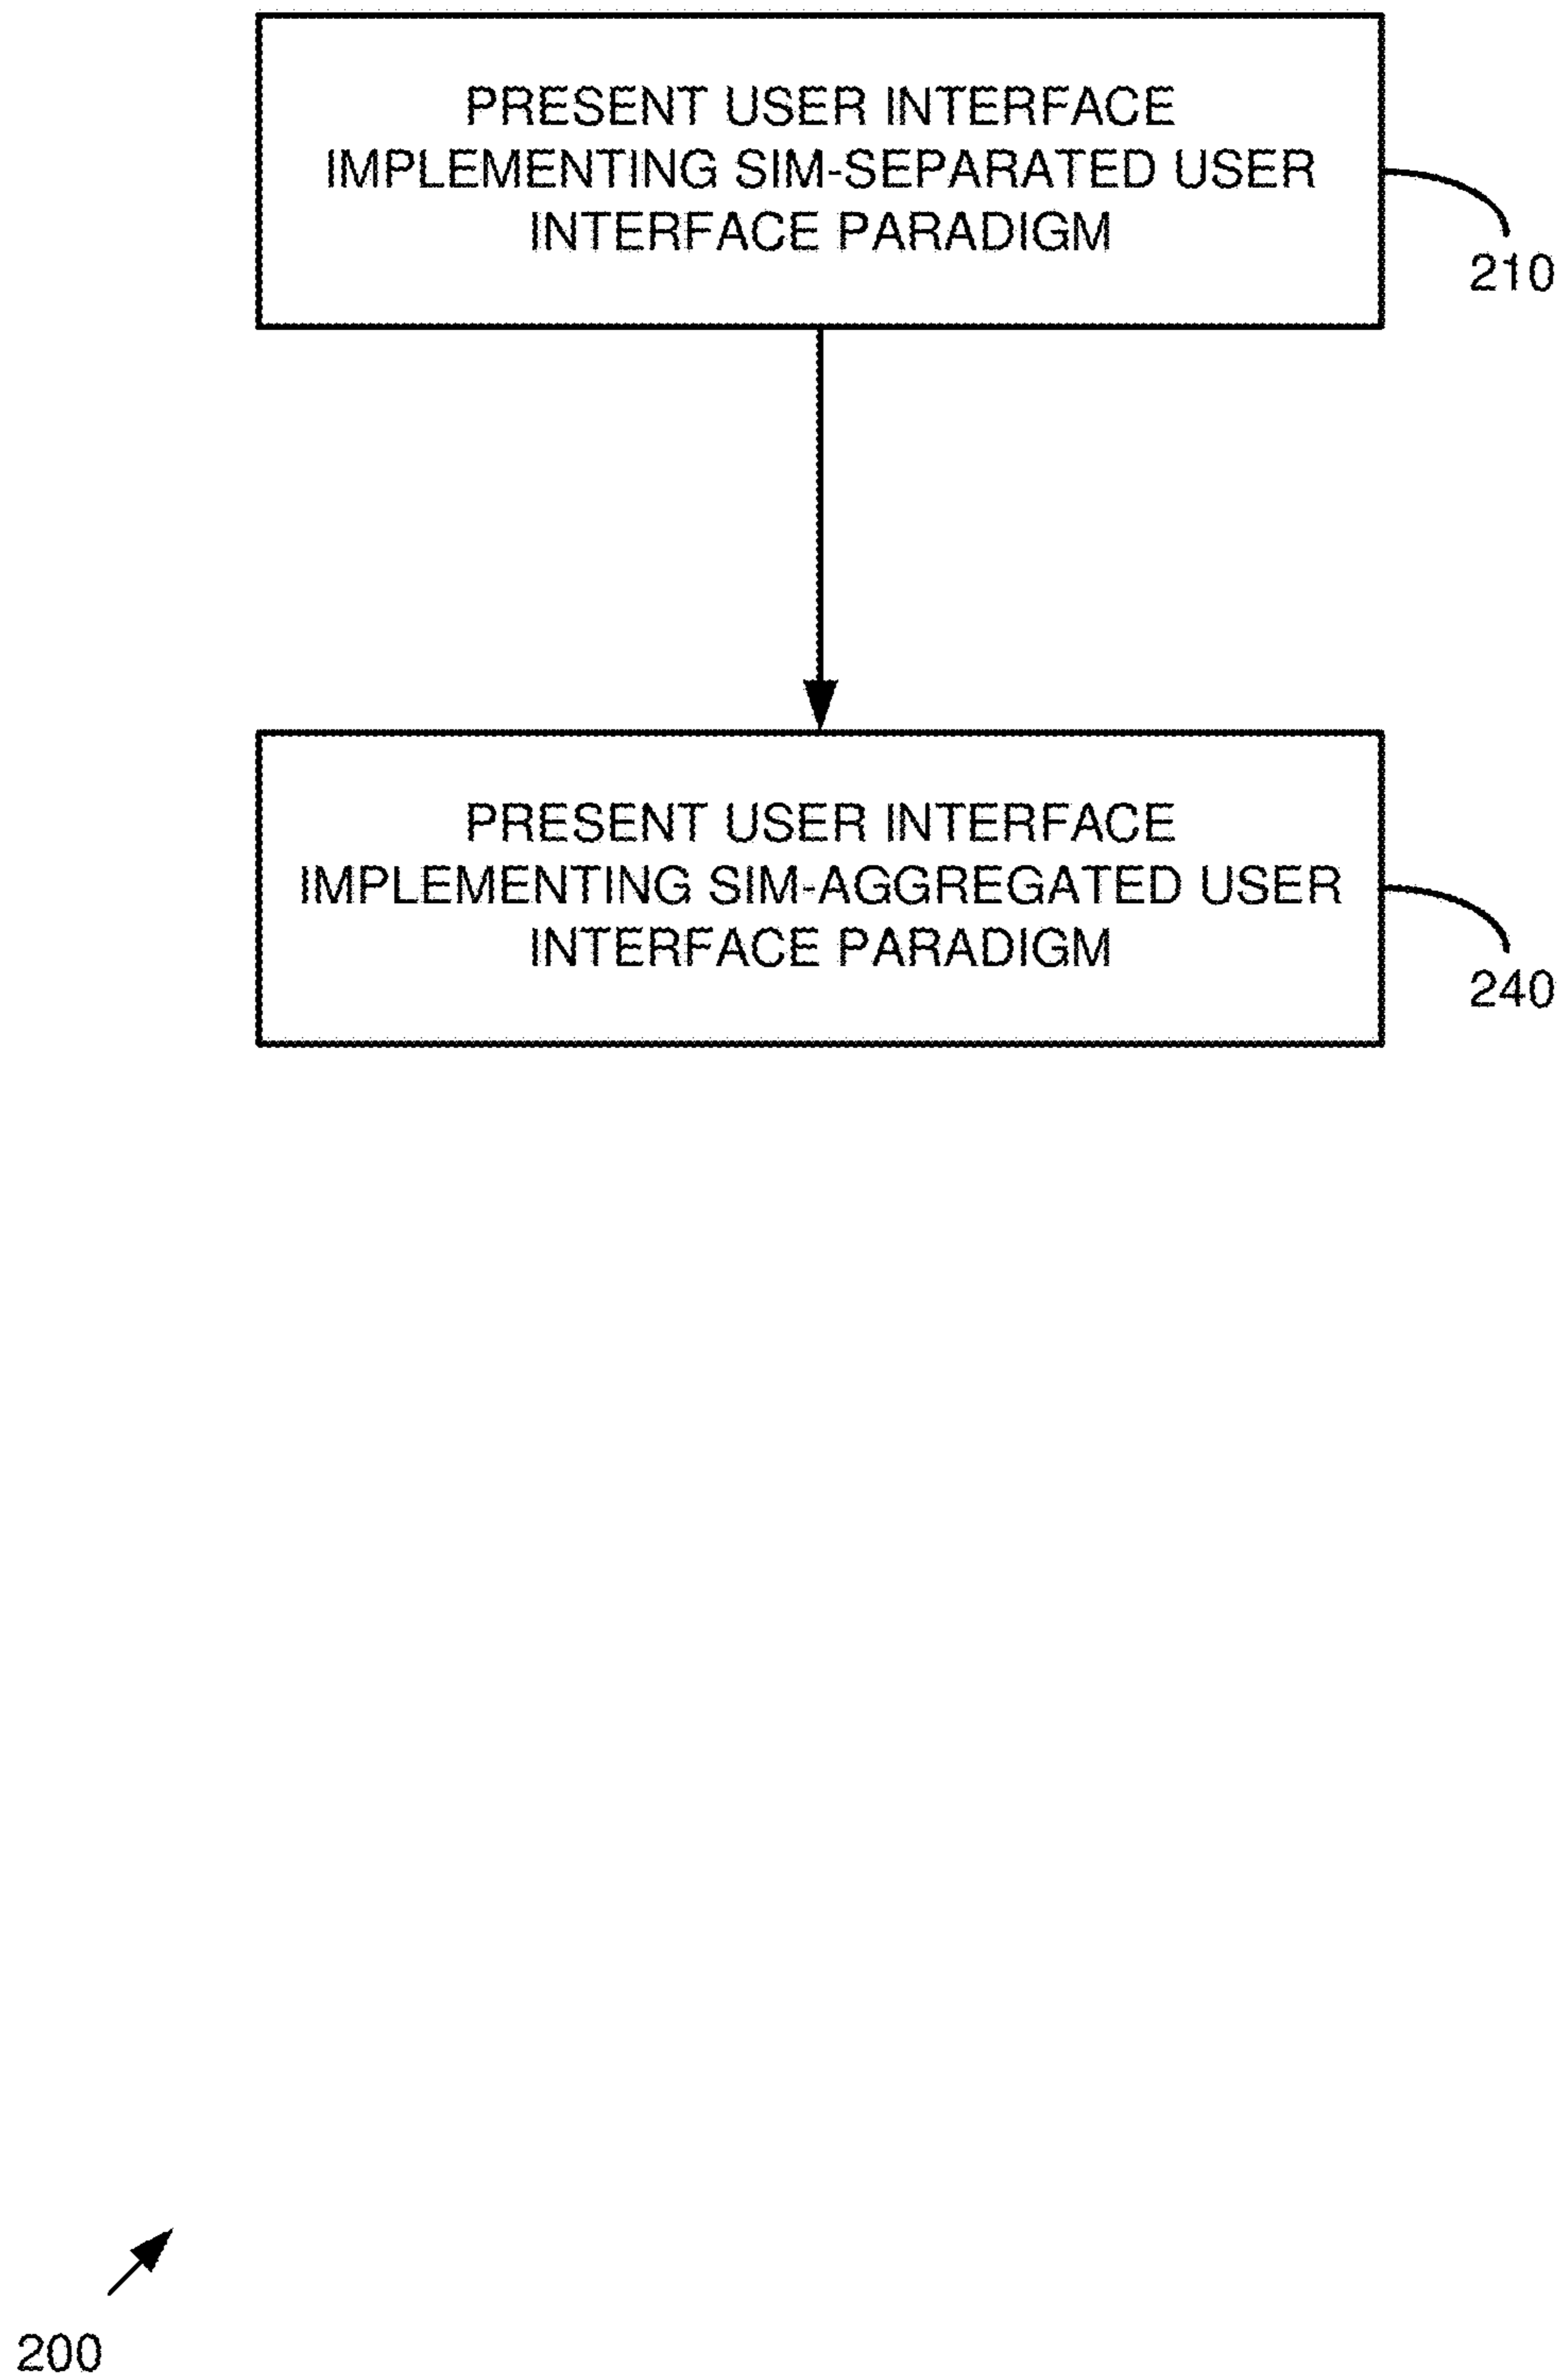 PRESENT USER INTERFACE
IMPLEMENTING SIM-SEPARATED USER
INTERFACE PARADIGM
210
PRESENT USER INTERFACE
IMPLEMENTING SIM-AGGREGATED USER
INTERFACE PARADIGM
240
200